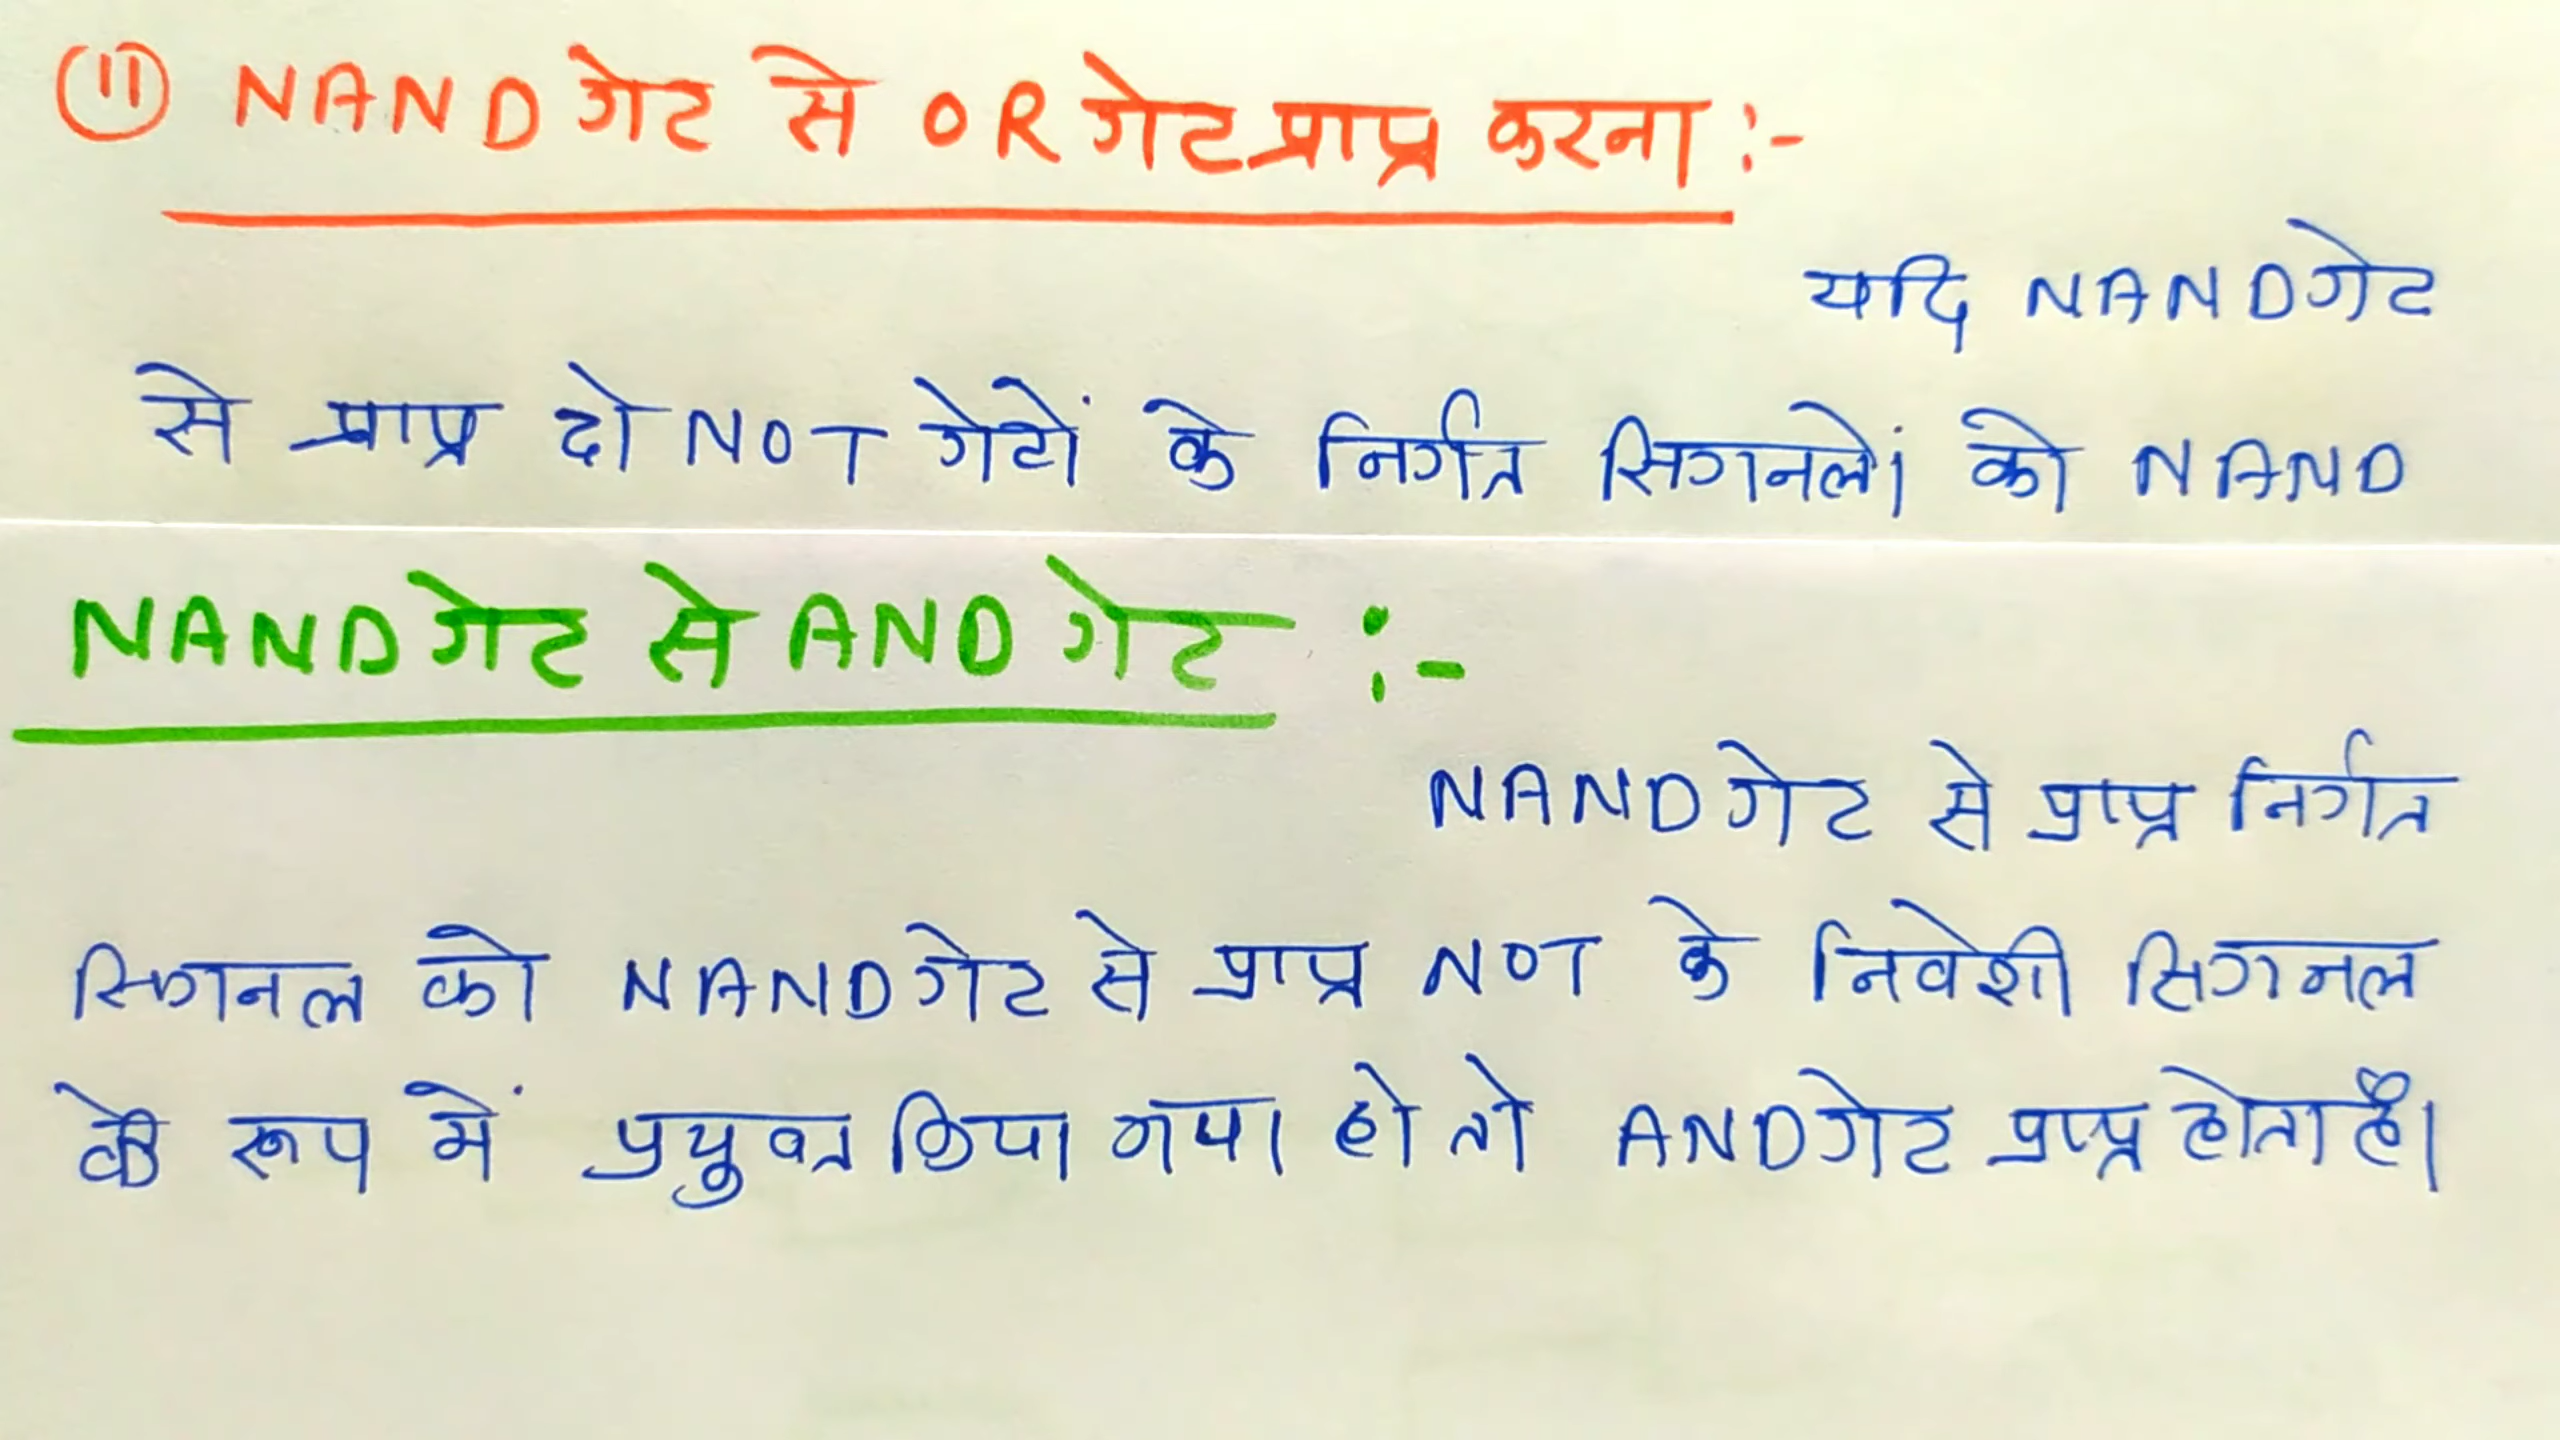 (11) NAND गेट से OR गेट प्राप्त करना :-
यदि NAND गेट
से प्राप्त दो NOT गेटों के निर्गत सिगनलों को NAND
NAND गेट से AND गेट :-
NAND गेट से प्राप्त निर्गत
सिगनल को NAND गेट से प्राप्त NOT के निवेशी सिगनल
के रूप में प्रयुक्त किया गया हो तो AND गेट प्राप्त होता है।